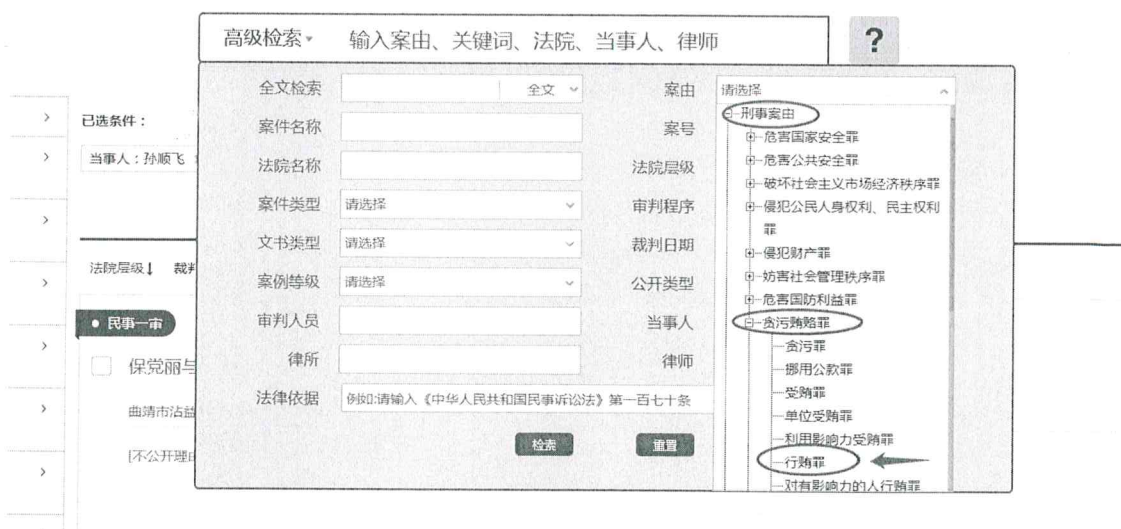 高级检索 输入案由、关键词、法院、当事人、律师 ?
全文检索 全文 案由 请选择
案件名称 案号
法院名称 法院层级
案件类型 请选择 审判程序
文书类型 请选择 裁判日期
案例等级 请选择 公开类型
审判人员 当事人
律所 律师
法律依据 例如:请输入《中华人民共和国民事诉讼法》第一百七十条
检索 重置
刑事案由
危害国家安全罪
危害公共安全罪
破坏社会主义市场经济秩序罪
侵犯公民人身权利、民主权利
罪
侵犯财产罪
妨害社会管理秩序罪
危害国防利益罪
贪污贿赂罪
贪污罪
挪用公款罪
受贿罪
单位受贿罪
利用影响力受贿罪
行贿罪
对有影响力的人行贿罪
已选条件：
当事人：孙顺飞
法院层级↓ 裁判
民事一审
保党丽与
曲靖市沾益
[不公开理由